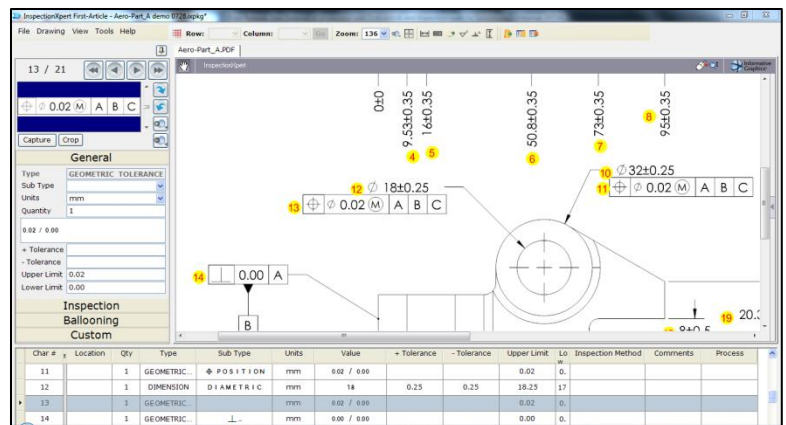 InspectionXpert First-Article - Aero-Part_A demo 0728.ixpkg*
File Drawing View Tools Help
Row: Column: Go Zoom: 136
Aero-Part_A.PDF
13 / 21
InspectionXpert
Informative Graphics
⌖ ⌀ 0.02 Ⓜ A B C
Capture Crop
General
Type GEOMETRIC TOLERANCE
Sub Type
Units mm
Quantity 1
0.02 / 0.00
+ Tolerance
- Tolerance
Upper Limit 0.02
Lower Limit 0.00
Inspection
Ballooning
Custom
0±0
9.53±0.35
4
16±0.35
5
50.8±0.35
6
73±0.35
7
8
95±0.35
10 ⌀32±0.25
11 ⌖ ⌀ 0.02 Ⓜ A B C
12 ⌀ 18±0.25
13 ⌖ ⌀ 0.02 Ⓜ A B C
14 ⊥ 0.00 A
B
19 20.
8±0.5
Char # Location Qty Type Sub Type Units Value + Tolerance - Tolerance Upper Limit Low Inspection Method Comments Process
11 1 GEOMETRIC... ⌖ POSITION mm 0.02 / 0.00 0.02 0.
12 1 DIMENSION DIAMETRIC mm 18 0.25 0.25 18.25 17
13 1 GEOMETRIC... mm 0.02 / 0.00 0.02 0.
14 1 GEOMETRIC... ⊥ mm 0.00 / 0.00 0.00 0.